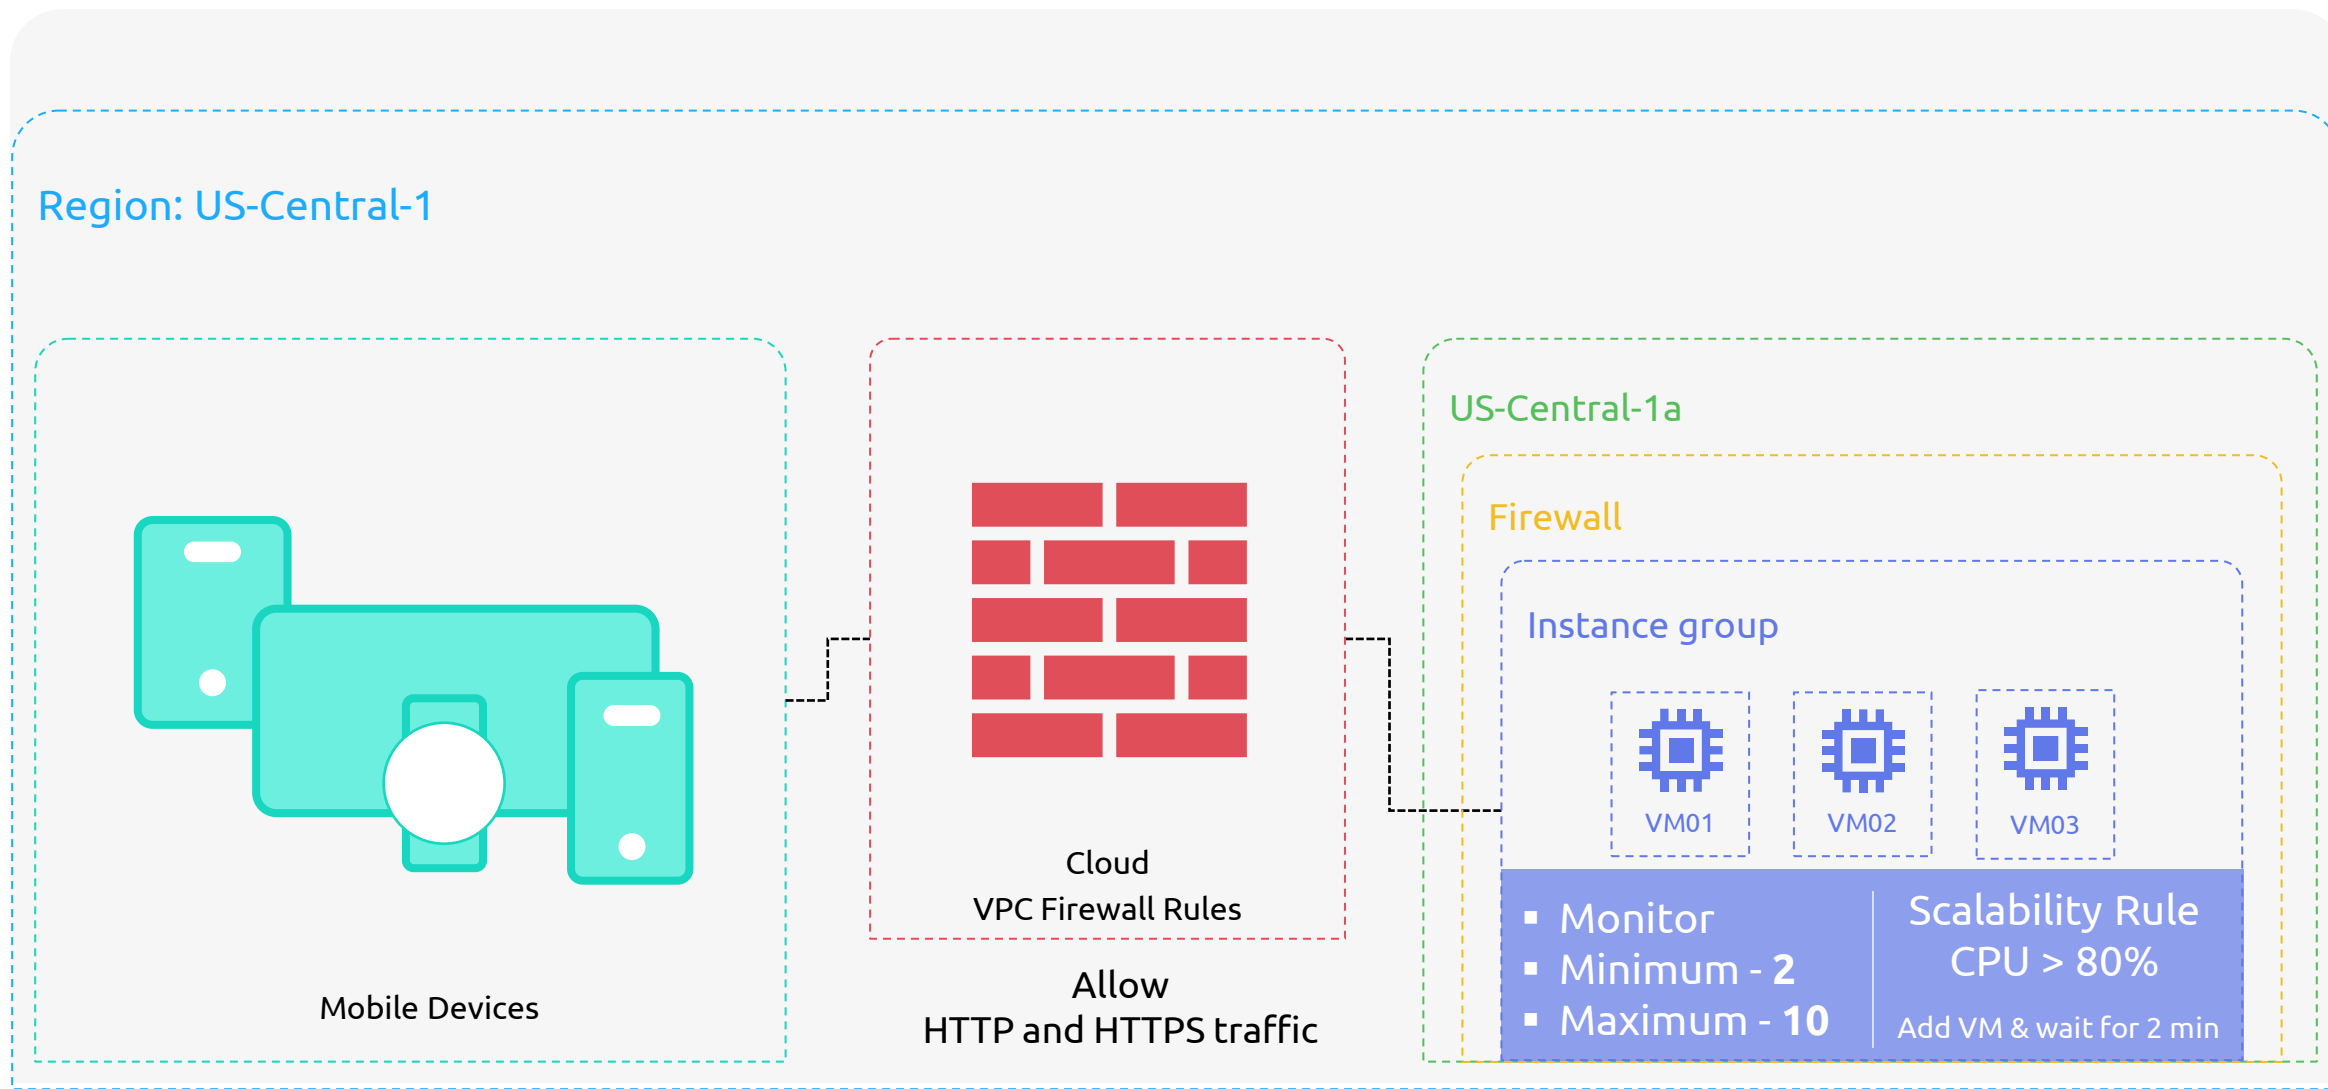 Region: US-Central-1
Mobile Devices
Cloud
VPC Firewall Rules
Allow
HTTP and HTTPS traffic
US-Central-1a
Firewall
Instance group
VM01
VM02
VM03
▪ Monitor
▪ Minimum - 2
▪ Maximum - 10
Scalability Rule
CPU > 80%
Add VM & wait for 2 min